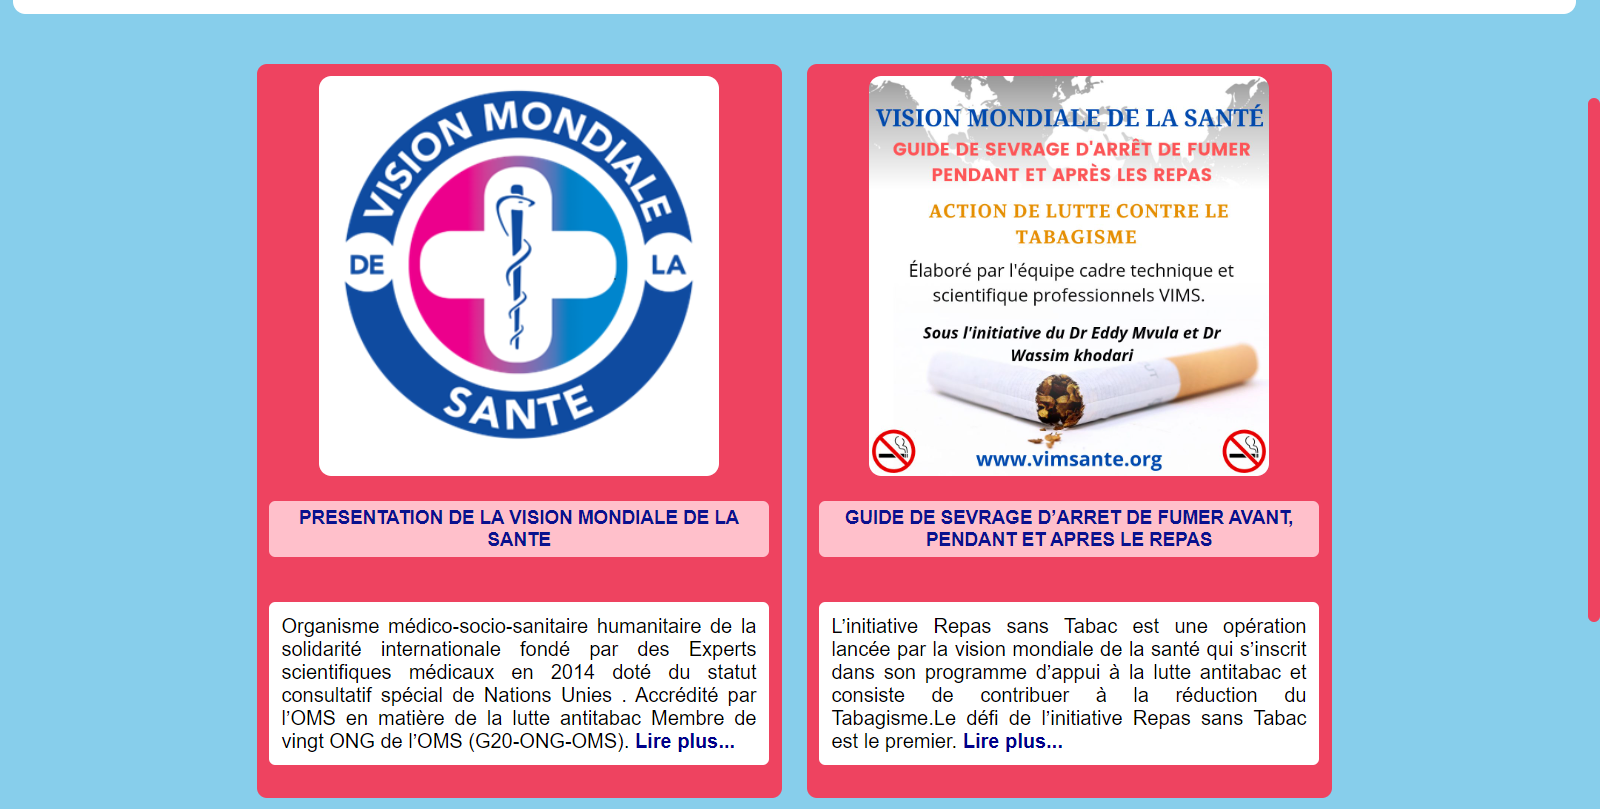 VISION MONDIALE
DE LA
SANTE
PRESENTATION DE LA VISION MONDIALE DE LA
SANTE
Organisme médico-socio-sanitaire humanitaire de la
solidarité internationale fondé par des Experts
scientifiques médicaux en 2014 doté du statut
consultatif spécial de Nations Unies . Accrédité par
l’OMS en matière de la lutte antitabac Membre de
vingt ONG de l’OMS (G20-ONG-OMS). Lire plus...
VISION MONDIALE DE LA SANTÉ
GUIDE DE SEVRAGE D'ARRÊT DE FUMER
PENDANT ET APRÈS LES REPAS
ACTION DE LUTTE CONTRE LE
TABAGISME
Élaboré par l'équipe cadre technique et
scientifique professionnels VIMS.
Sous l'initiative du Dr Eddy Mvula et Dr
Wassim khodari
www.vimsante.org
GUIDE DE SEVRAGE D’ARRET DE FUMER AVANT,
PENDANT ET APRES LE REPAS
L’initiative Repas sans Tabac est une opération
lancée par la vision mondiale de la santé qui s’inscrit
dans son programme d’appui à la lutte antitabac et
consiste de contribuer à la réduction du
Tabagisme.Le défi de l’initiative Repas sans Tabac
est le premier. Lire plus...